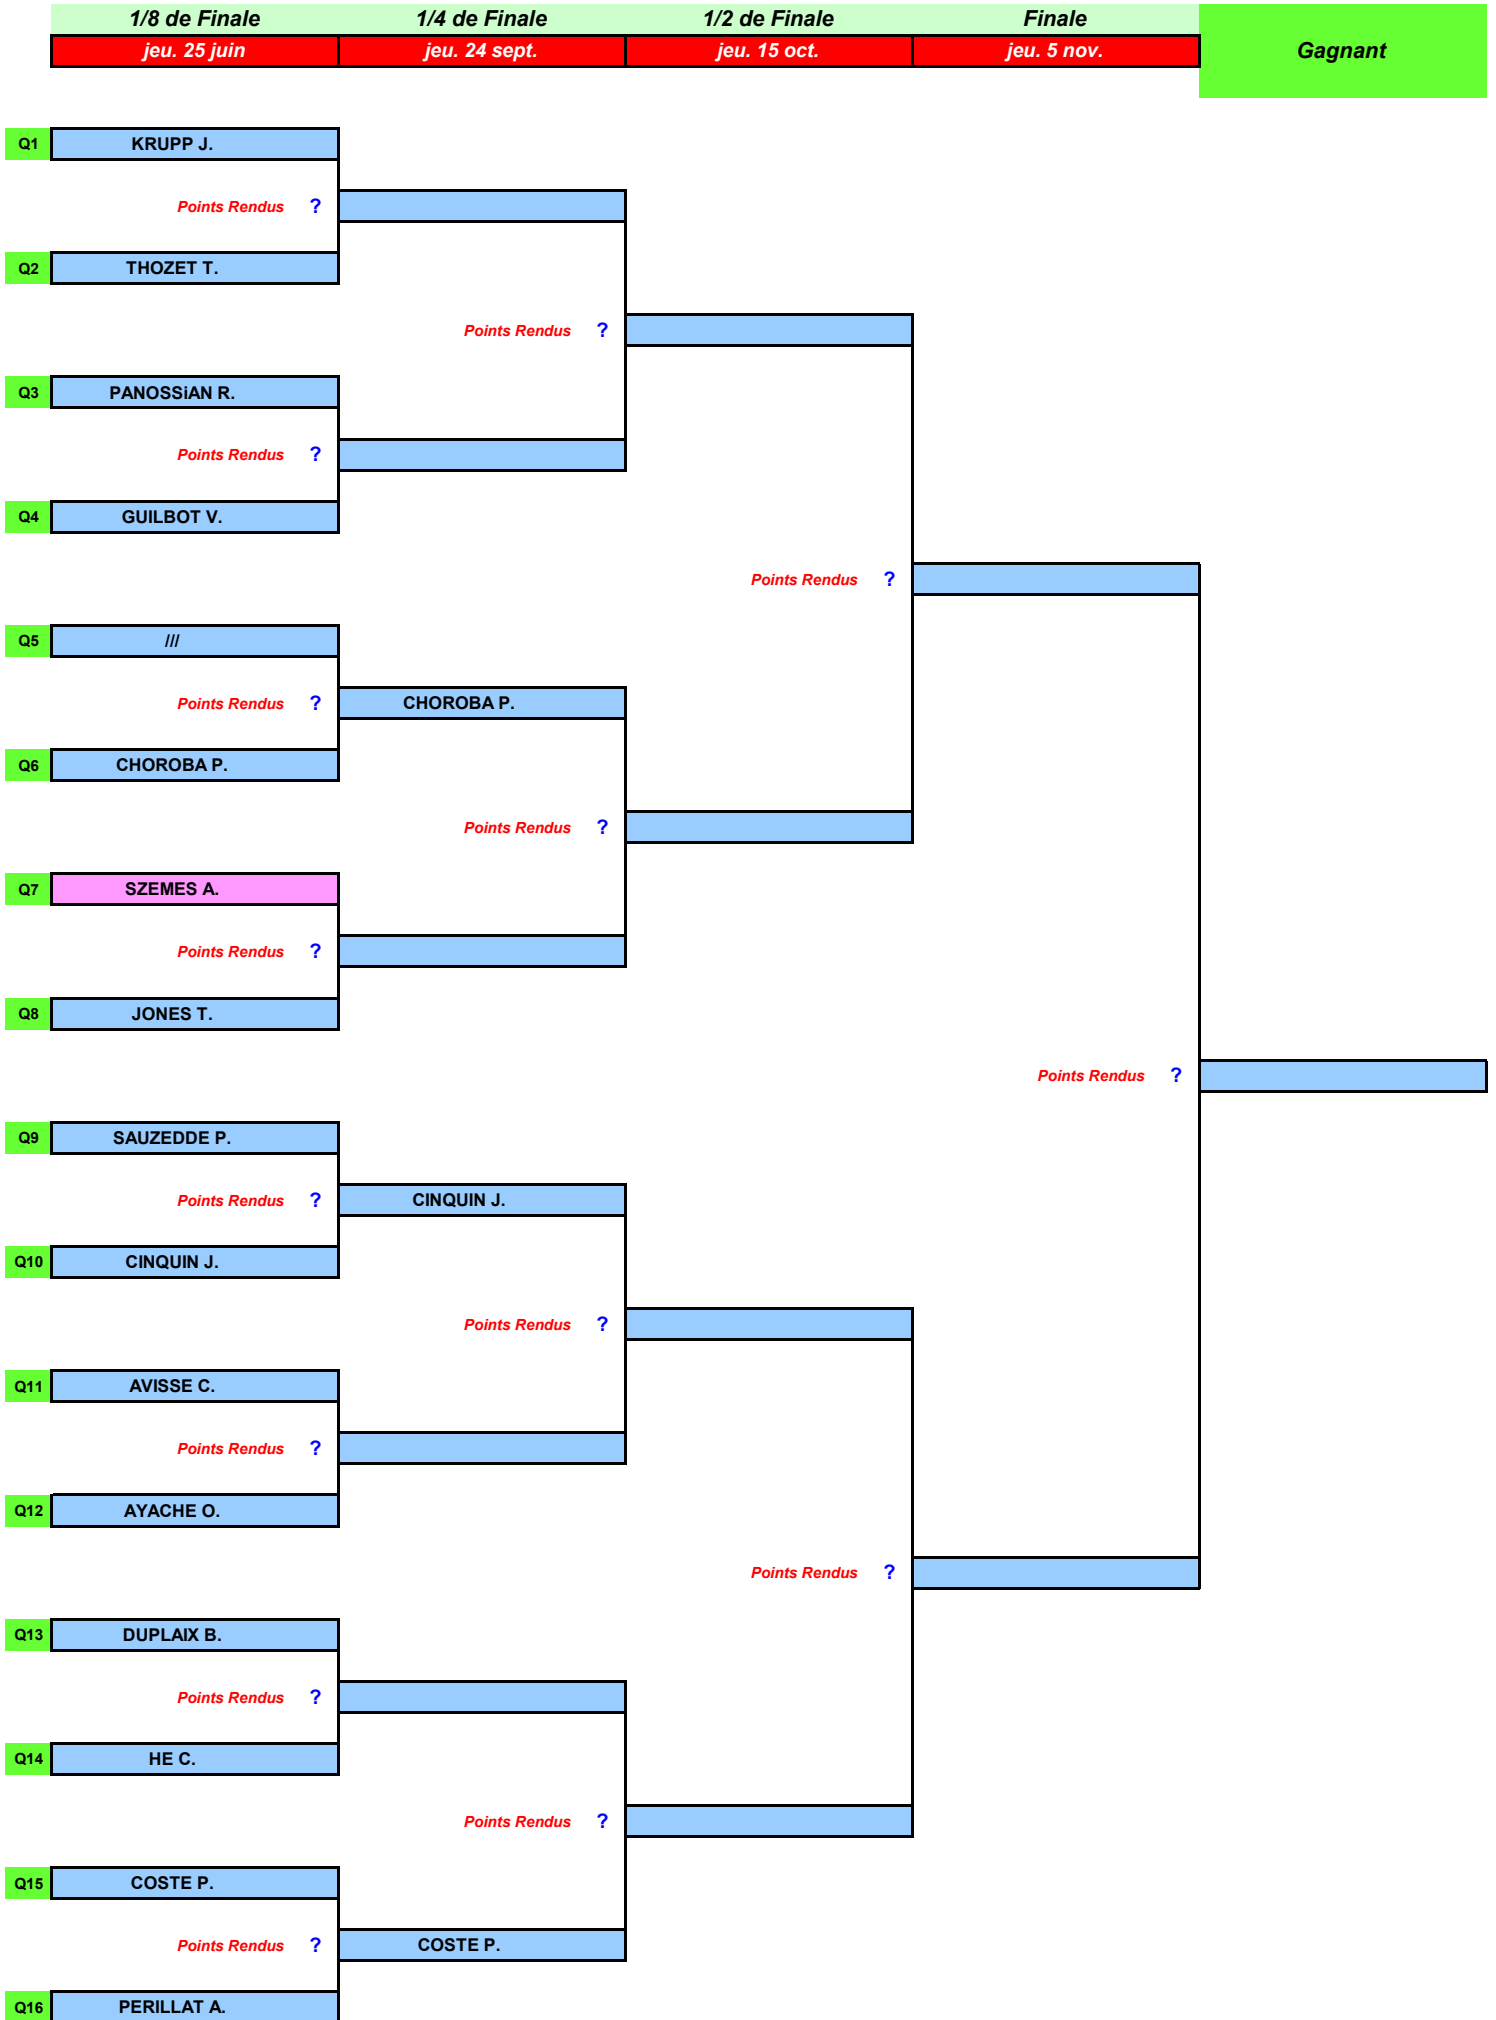 1/8 de Finale 1/4 de Finale 1/2 de Finale Finale
jeu. 25 juin jeu. 24 sept. jeu. 15 oct. jeu. 5 nov. Gagnant
Q1 KRUPP J.
Points Rendus ?
Q2 THOZET T.
Points Rendus ?
Q3 PANOSSiAN R.
Points Rendus ?
Q4 GUILBOT V.
Points Rendus ?
Q5 ///
Points Rendus ? CHOROBA P.
Q6 CHOROBA P.
Points Rendus ?
Q7 SZEMES A.
Points Rendus ?
Q8 JONES T.
Points Rendus ?
Q9 SAUZEDDE P.
Points Rendus ? CINQUIN J.
Q10 CINQUIN J.
Points Rendus ?
Q11 AVISSE C.
Points Rendus ?
Q12 AYACHE O.
Points Rendus ?
Q13 DUPLAIX B.
Points Rendus ?
Q14 HE C.
Points Rendus ?
Q15 COSTE P.
Points Rendus ? COSTE P.
Q16 PERILLAT A.